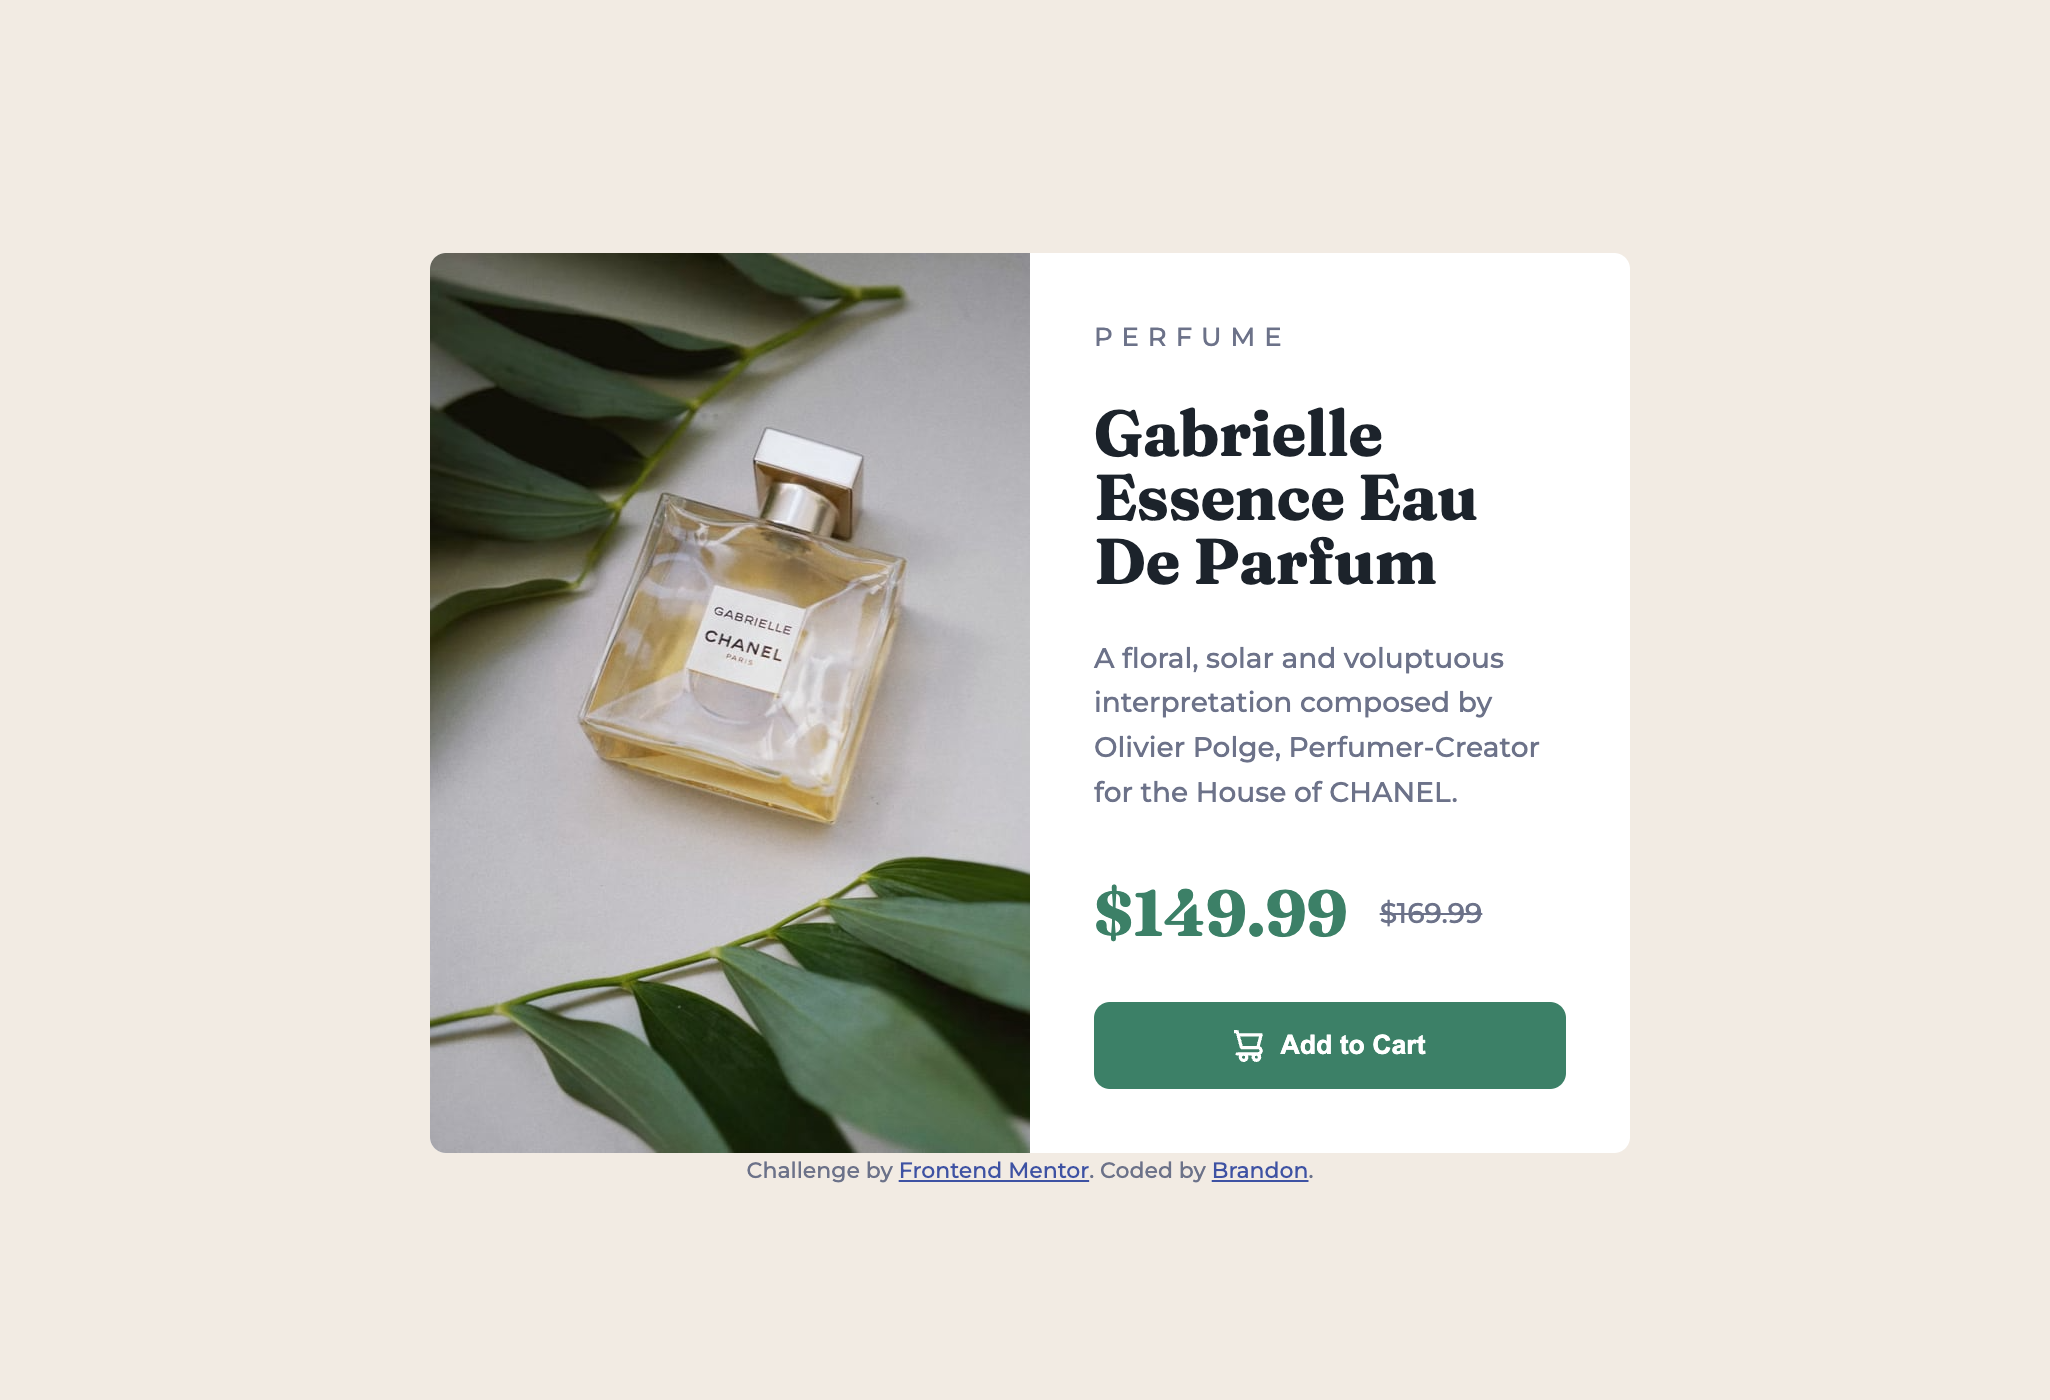 GABRIELLE
CHANEL
PARIS
PERFUME
Gabrielle
Essence Eau
De Parfum
A floral, solar and voluptuous
interpretation composed by
Olivier Polge, Perfumer-Creator
for the House of CHANEL.
$149.99 $169.99
Add to Cart
Challenge by Frontend Mentor. Coded by Brandon.